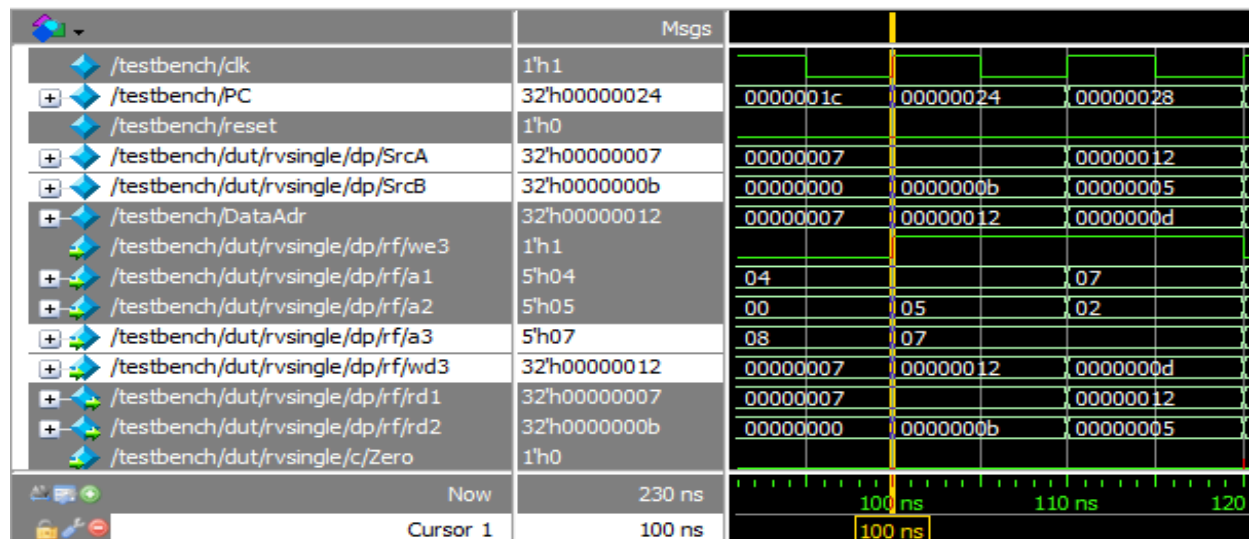 Msgs
/testbench/clk 1'h1
/testbench/PC 32'h00000024 0000001c 00000024 00000028
/testbench/reset 1'h0
/testbench/dut/rvsingle/dp/SrcA 32'h00000007 00000007 00000012
/testbench/dut/rvsingle/dp/SrcB 32'h0000000b 00000000 0000000b 00000005
/testbench/DataAdr 32'h00000012 00000007 00000012 0000000d
/testbench/dut/rvsingle/dp/rf/we3 1'h1
/testbench/dut/rvsingle/dp/rf/a1 5'h04 04 07
/testbench/dut/rvsingle/dp/rf/a2 5'h05 00 05 02
/testbench/dut/rvsingle/dp/rf/a3 5'h07 08 07
/testbench/dut/rvsingle/dp/rf/wd3 32'h00000012 00000007 00000012 0000000d
/testbench/dut/rvsingle/dp/rf/rd1 32'h00000007 00000007 00000012
/testbench/dut/rvsingle/dp/rf/rd2 32'h0000000b 00000000 0000000b 00000005
/testbench/dut/rvsingle/c/Zero 1'h0
Now 230 ns 100 ns 110 ns 120
Cursor 1 100 ns 100 ns